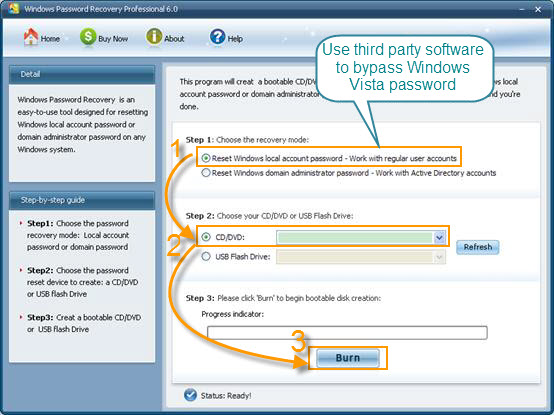 Windows Password Recovery Professional 6.0
Home
Buy Now
About
Help
Use third party software
to bypass Windows
Vista password
Detail
Windows Password Recovery is an
easy-to-use tool designed for resetting
Windows local account password or
domain administrator password on any
Windows system.
Step-by-step guide
Step1: Choose the password
recovery mode: Local account
password or domain password
Step2: Choose the password
reset device to create: a CD/DVD
or USB flash Drive
Step3: Creat a bootable CD/DVD
or USB flash Drive
This program will creat a bootable CD/DV
ows local
account password or domain administrator
nd you're
done.
Step 1: Choose the recovery mode:
1
Reset Windows local account password - Work with regular user accounts
Reset Windows domain administrator password - Work with Active Directory accounts
Step 2: Choose your CD/DVD or USB Flash Drive:
2
CD/DVD:
USB Flash Drive:
Refresh
Step 3: Please click 'Burn' to begin bootable disk creation:
Progress indicator:
3
Burn
Status: Ready!